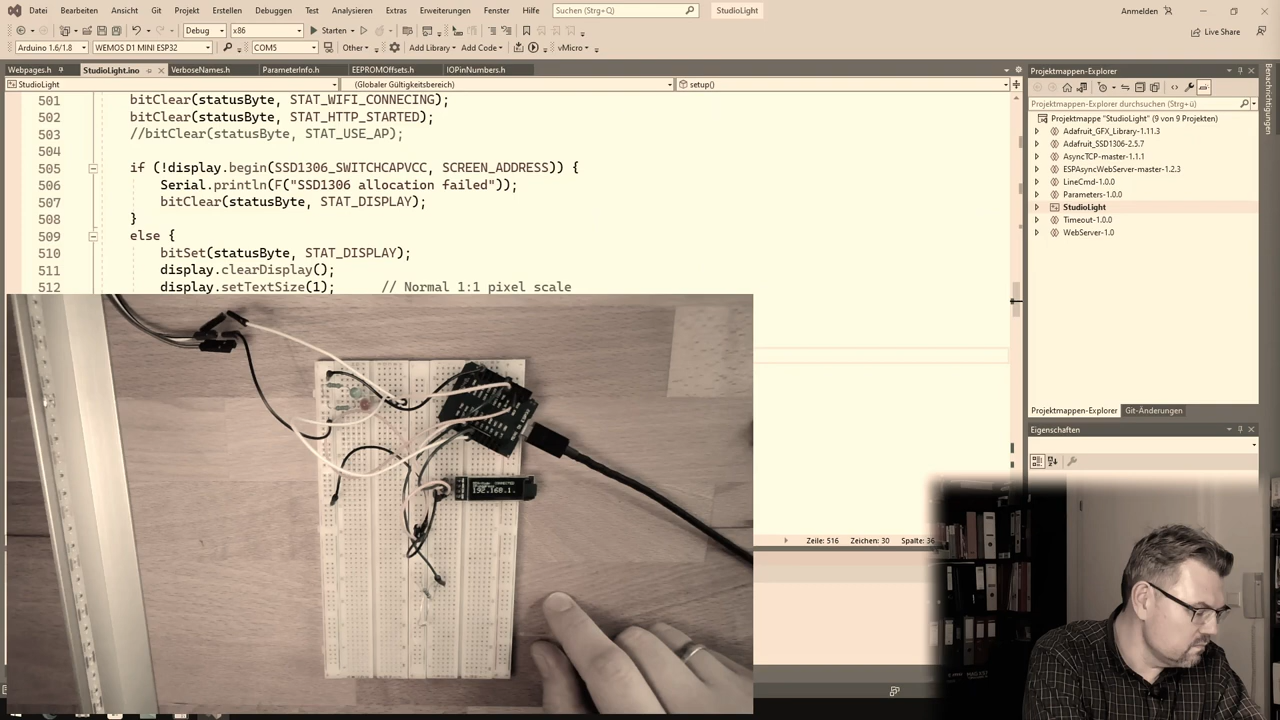 Datei Bearbeiten Ansicht Git Projekt Erstellen Debuggen Test Analysieren Extras Erweiterungen Fenster Hilfe Suchen (Strg+Q) StudioLight Anmelden
Debug x86 Starten Live Share
Arduino 1.6/1.8 WEMOS D1 MINI ESP32 COM5 Other Add Library Add Code vMicro
Webpages.h StudioLight.ino VerboseNames.h ParameterInfo.h EEPROMOffsets.h IOPinNumbers.h
StudioLight (Globaler Gültigkeitsbereich) setup()
501 bitClear(statusByte, STAT_WIFI_CONNECING);
502 bitClear(statusByte, STAT_HTTP_STARTED);
503 //bitClear(statusByte, STAT_USE_AP);
504
505 if (!display.begin(SSD1306_SWITCHCAPVCC, SCREEN_ADDRESS)) {
506 Serial.println(F("SSD1306 allocation failed"));
507 bitClear(statusByte, STAT_DISPLAY);
508 }
509 else {
510 bitSet(statusByte, STAT_DISPLAY);
511 display.clearDisplay();
512 display.setTextSize(1); // Normal 1:1 pixel scale
192.168.1.
Zeile: 516 Zeichen: 30 Spalte: 36
Projektmappen-Explorer
Projektmappen-Explorer durchsuchen (Strg+ü)
Projektmappe "StudioLight" (9 von 9 Projekten)
Adafruit_GFX_Library-1.11.3
Adafruit_SSD1306-2.5.7
AsyncTCP-master-1.1.1
ESPAsyncWebServer-master-1.2.3
LineCmd-1.0.0
Parameters-1.0.0
StudioLight
Timeout-1.0.0
WebServer-1.0
Projektmappen-Explorer Git-Änderungen
Eigenschaften
Benachrichtigungen